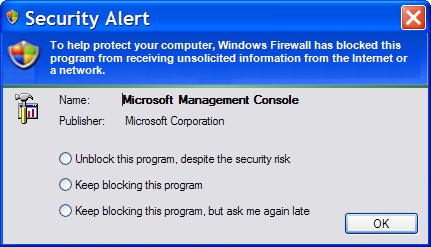 Security Alert
To help protect your computer, Windows Firewall has blocked this
program from receiving unsolicited information from the Internet or
a network.
Name: Microsoft Management Console
Publisher: Microsoft Corporation
Unblock this program, despite the security risk
Keep blocking this program
Keep blocking this program, but ask me again late
OK